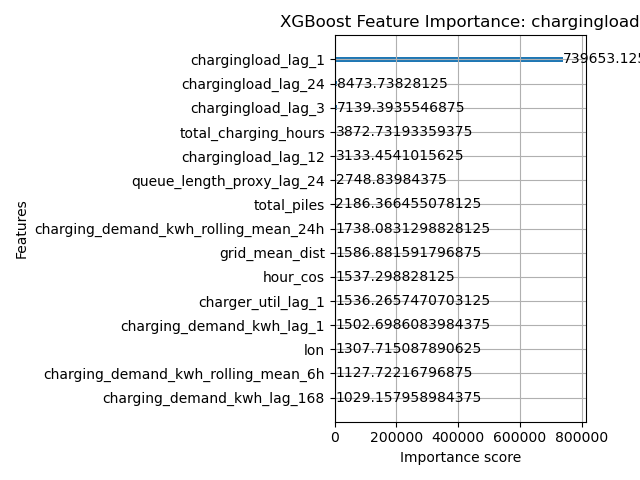 XGBoost Feature Importance: chargingload
chargingload_lag_1 739653.125
chargingload_lag_24 8473.73828125
chargingload_lag_3 7139.3935546875
total_charging_hours 3872.73193359375
chargingload_lag_12 3133.4541015625
queue_length_proxy_lag_24 2748.83984375
total_piles 2186.366455078125
charging_demand_kwh_rolling_mean_24h 1738.0831298828125
grid_mean_dist 1586.881591796875
hour_cos 1537.298828125
charger_util_lag_1 1536.2657470703125
charging_demand_kwh_lag_1 1502.6986083984375
lon 1307.715087890625
charging_demand_kwh_rolling_mean_6h 1127.72216796875
charging_demand_kwh_lag_168 1029.157958984375
Features
0 200000 400000 600000 800000
Importance score